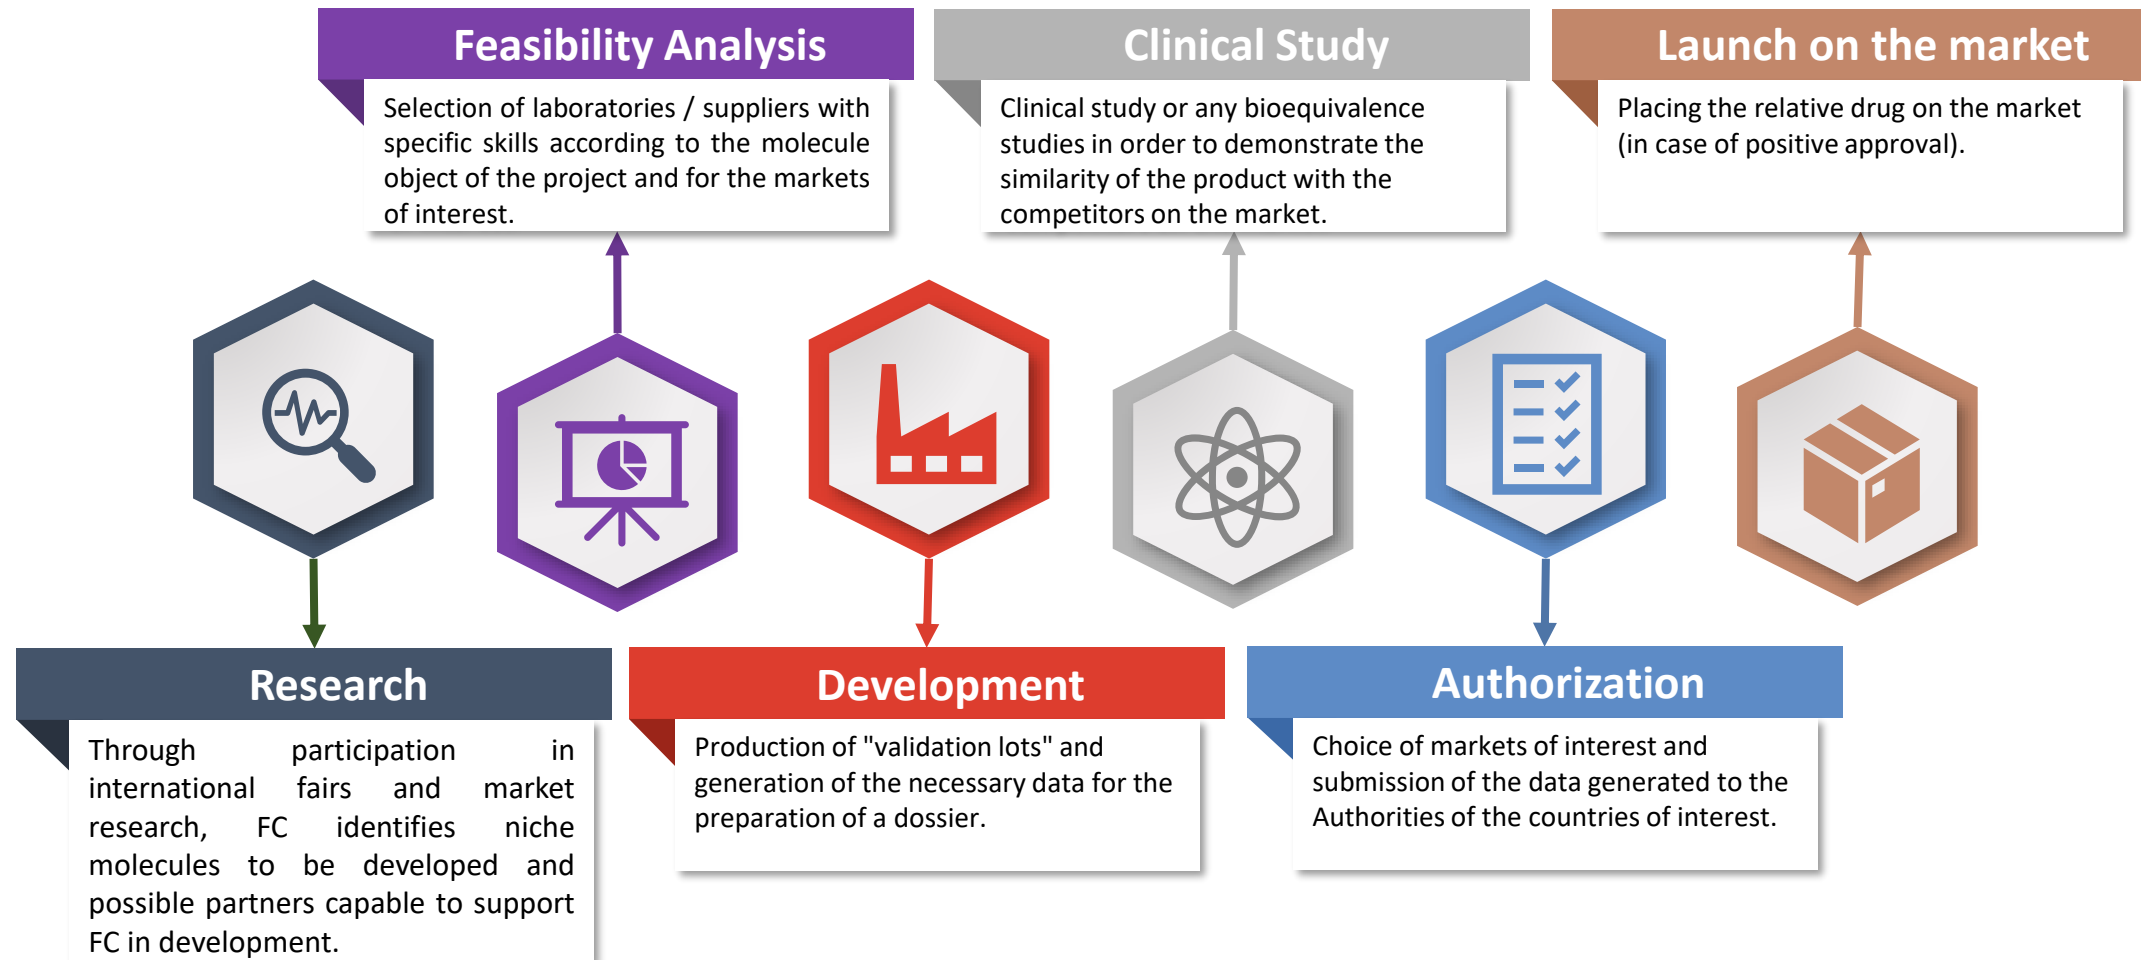 Feasibility Analysis
Selection of laboratories / suppliers with
specific skills according to the molecule
object of the project and for the markets
of interest.
Clinical Study
Clinical study or any bioequivalence
studies in order to demonstrate the
similarity of the product with the
competitors on the market.
Launch on the market
Placing the relative drug on the market
(in case of positive approval).
Research
Through participation in
international fairs and market
research, FC identifies niche
molecules to be developed and
possible partners capable to support
FC in development.
Development
Production of "validation lots" and
generation of the necessary data for the
preparation of a dossier.
Authorization
Choice of markets of interest and
submission of the data generated to the
Authorities of the countries of interest.